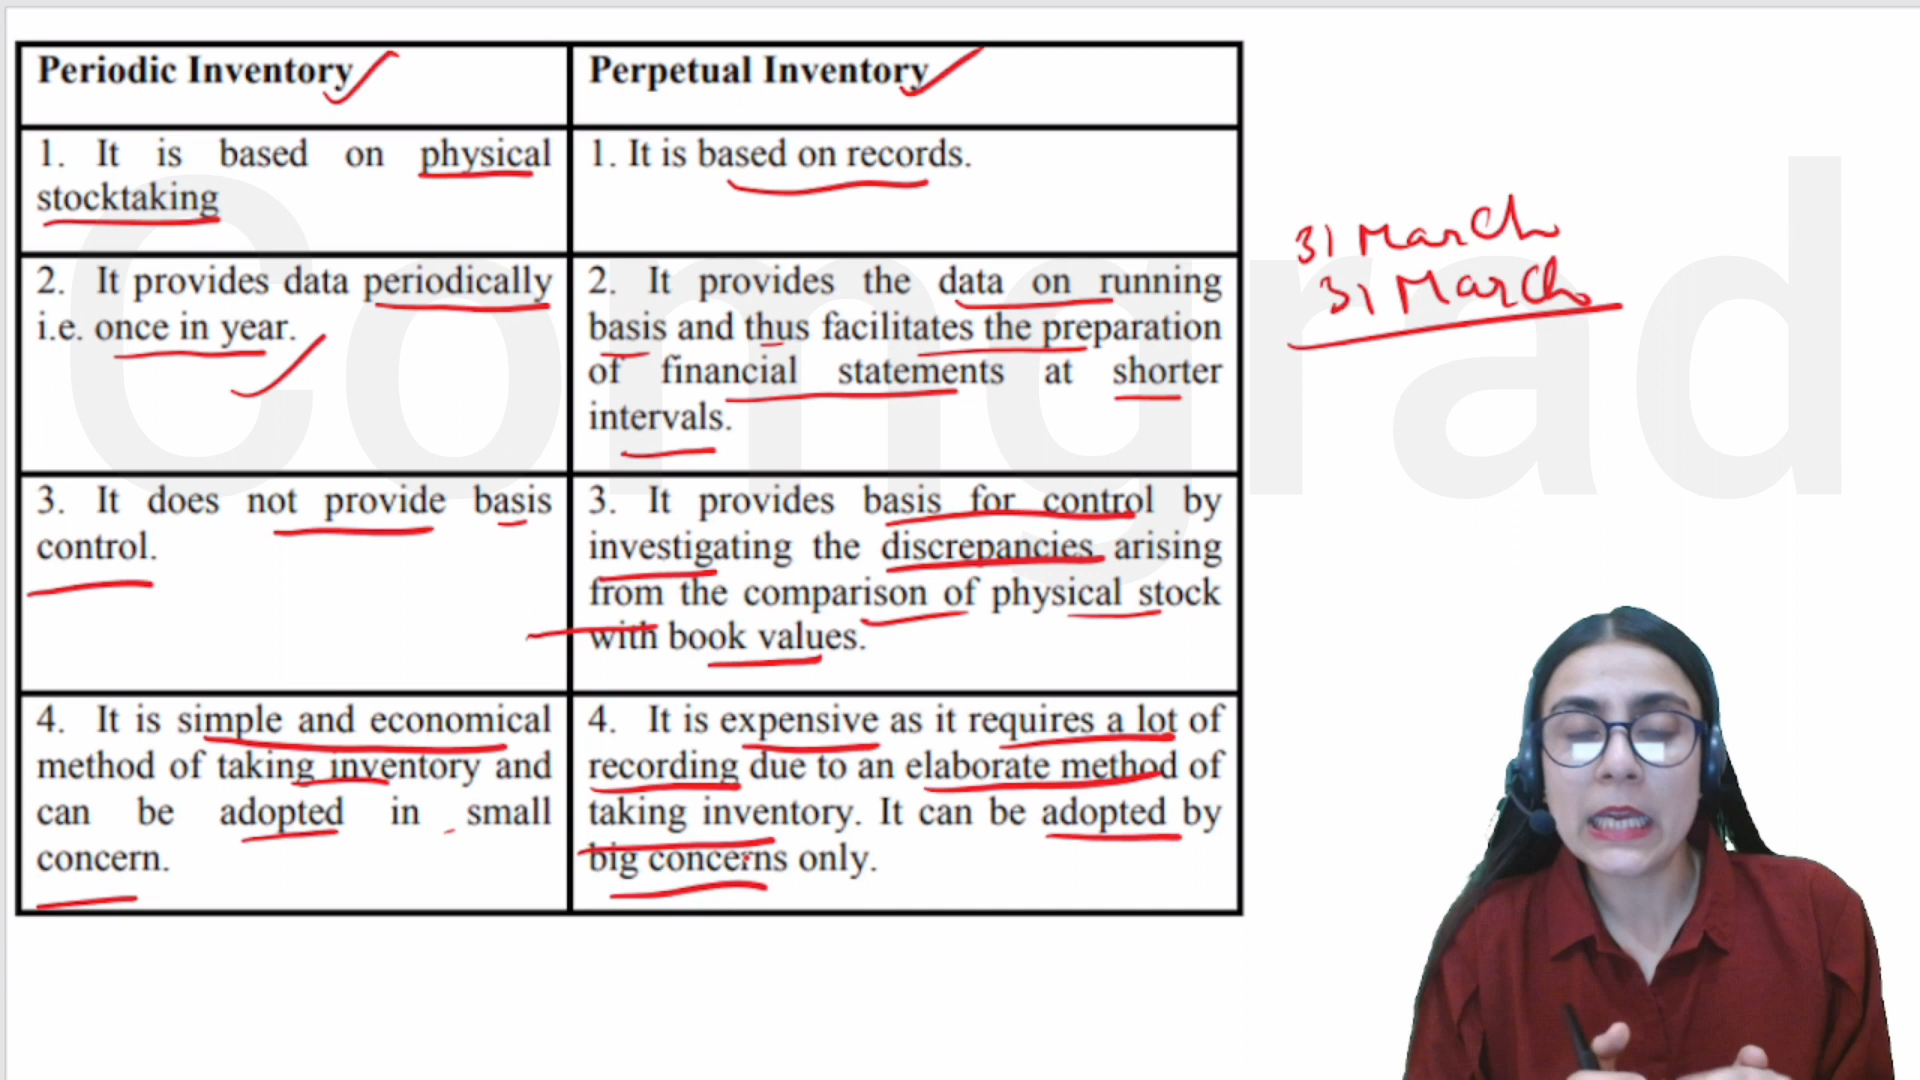 Periodic Inventory
Perpetual Inventory
1. It is based on physical
stocktaking
1. It is based on records.
2. It provides data periodically
i.e. once in year.
2. It provides the data on running
basis and thus facilitates the preparation
of financial statements at shorter
intervals.
3. It does not provide basis
control.
3. It provides basis for control by
investigating the discrepancies arising
from the comparison of physical stock
with book values.
4. It is simple and economical
method of taking inventory and
can be adopted in small
concern.
4. It is expensive as it requires a lot of
recording due to an elaborate method of
taking inventory. It can be adopted by
big concerns only.
31 March
31 March
Comgrad